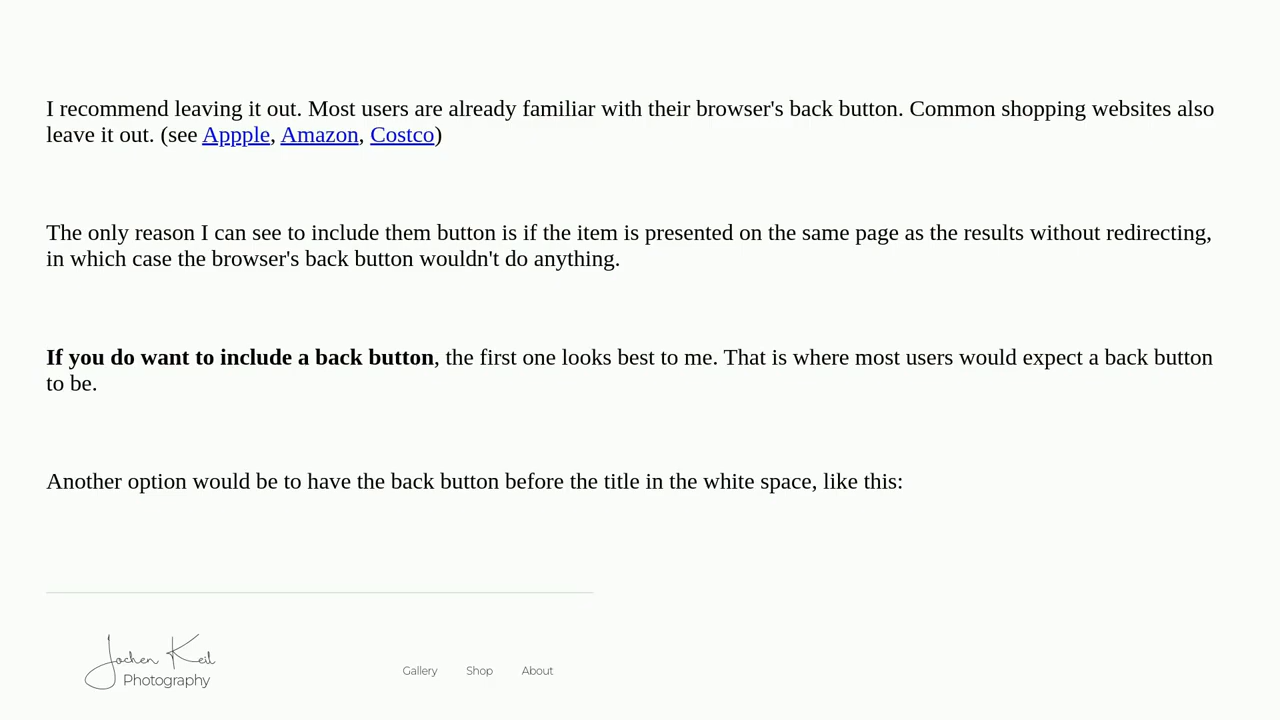 I recommend leaving it out. Most users are already familiar with their browser's back button. Common shopping websites also
leave it out. (see Appple, Amazon, Costco)
The only reason I can see to include them button is if the item is presented on the same page as the results without redirecting,
in which case the browser's back button wouldn't do anything.
If you do want to include a back button, the first one looks best to me. That is where most users would expect a back button
to be.
Another option would be to have the back button before the title in the white space, like this:
Jochen Keil
Photography
Gallery Shop About